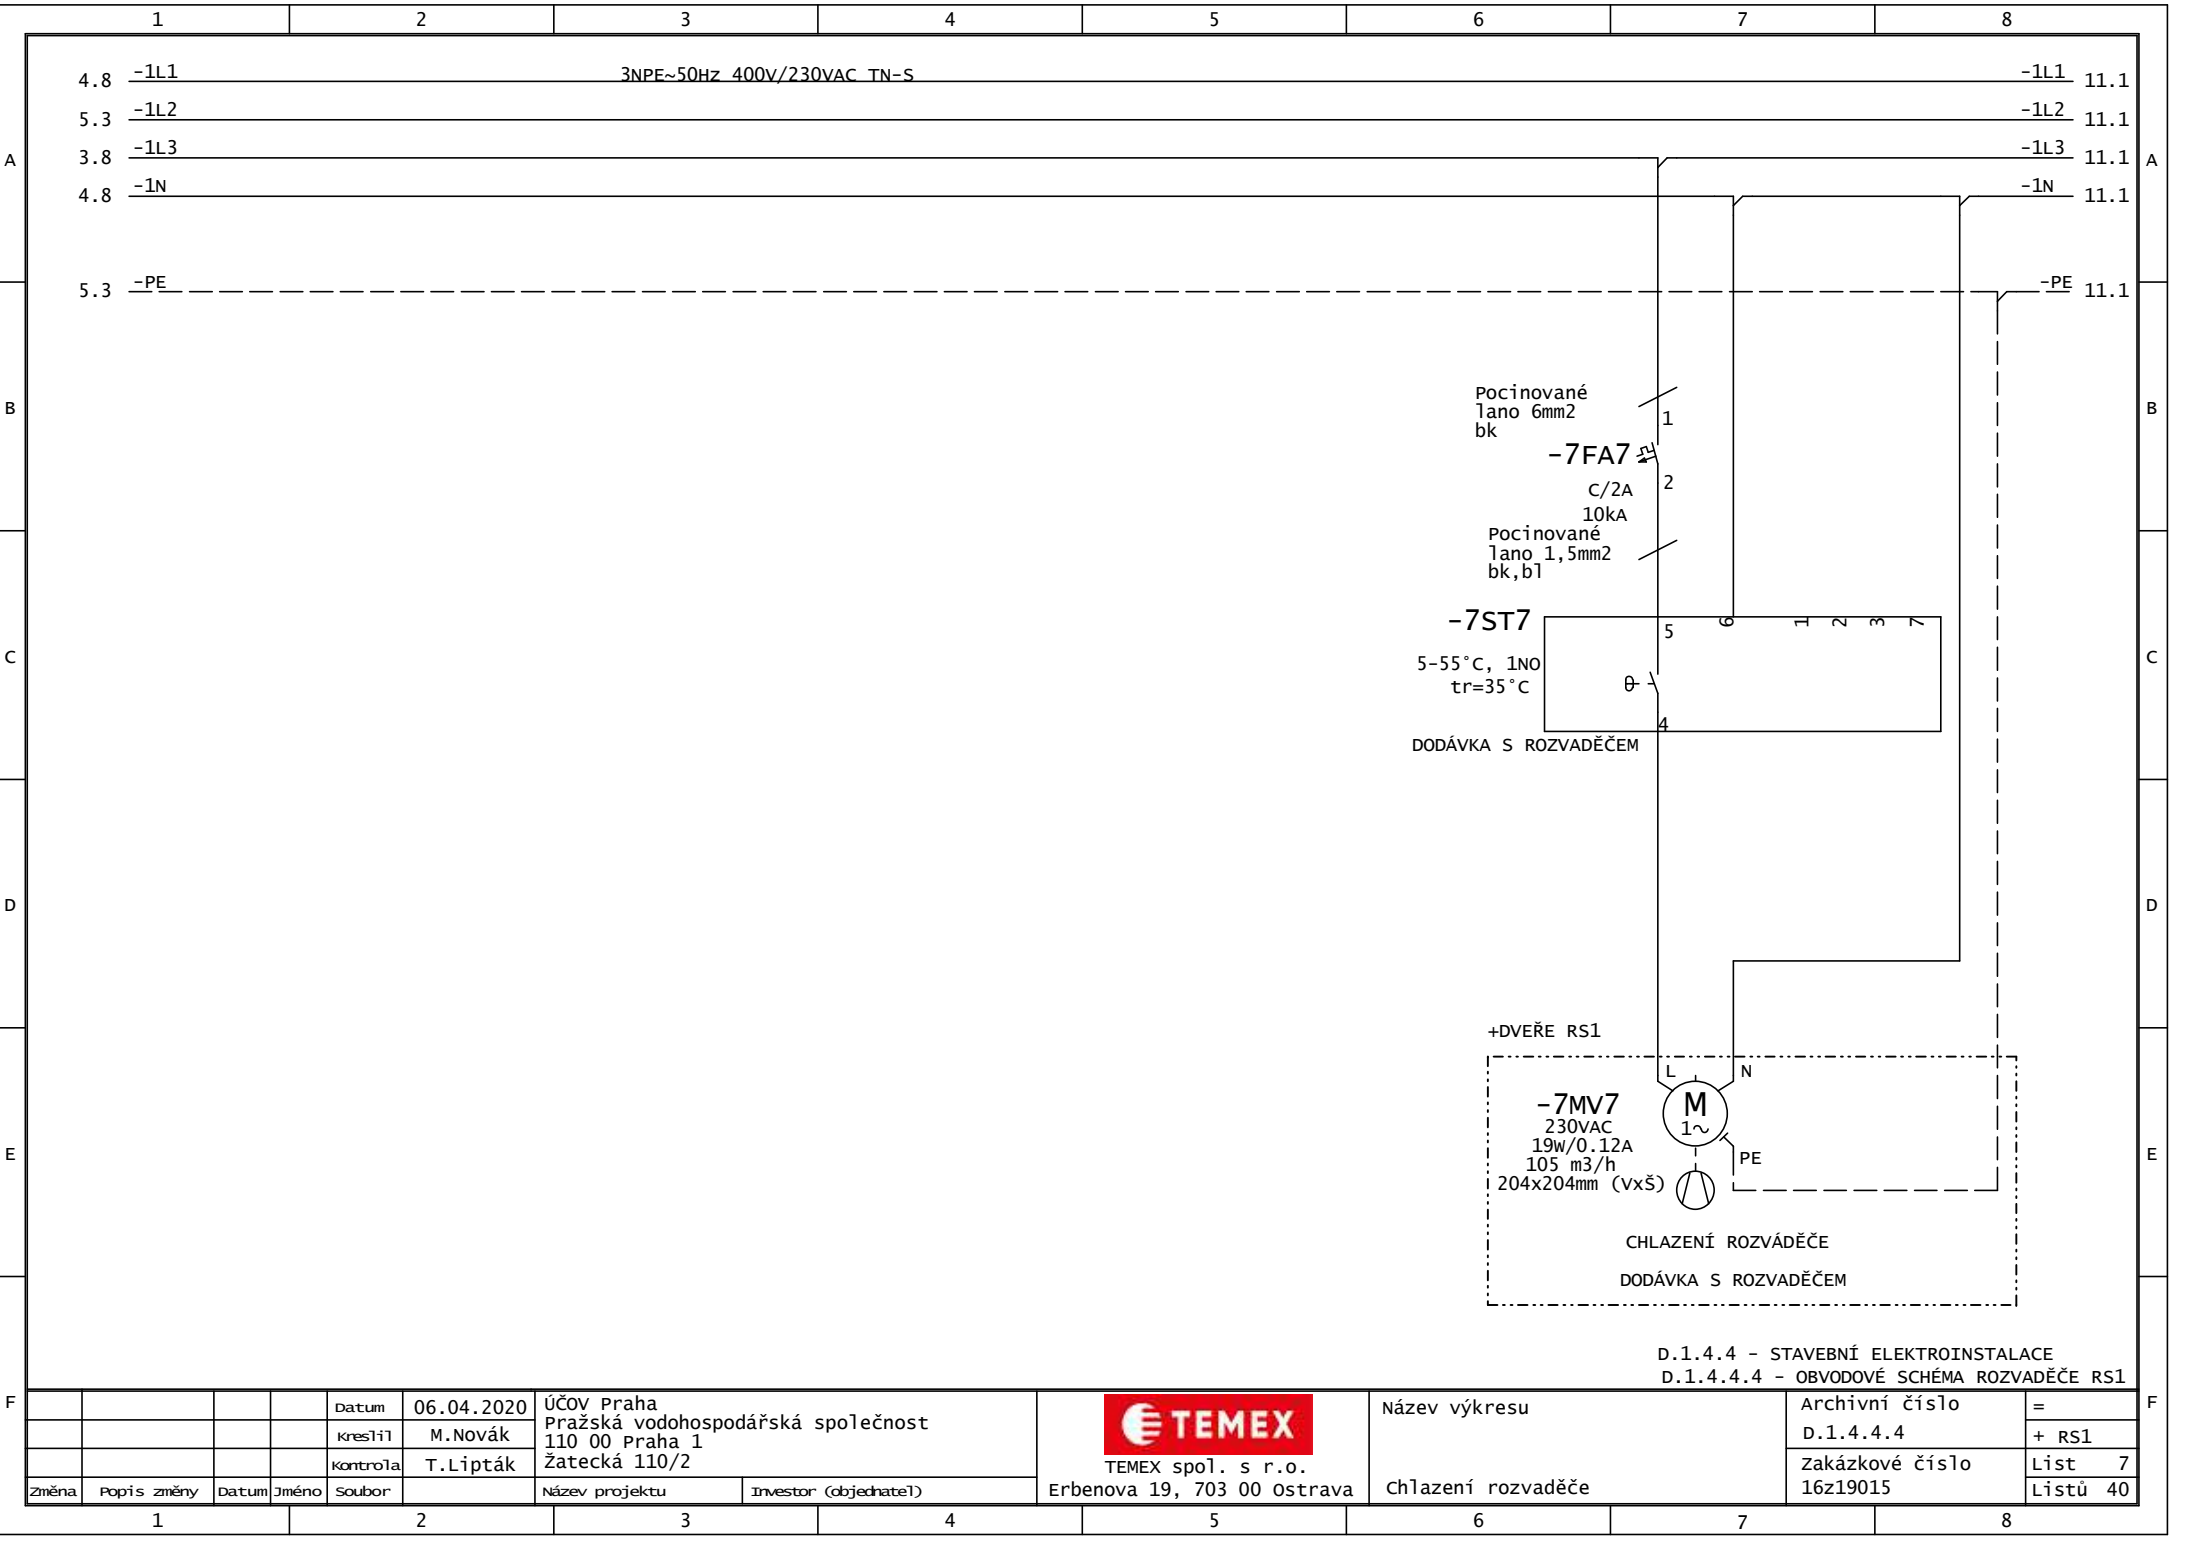 1 2 3 4 5 6 7 8
4.8 -1L1 3NPE~50Hz 400V/230VAC TN-S -1L1 11.1
5.3 -1L2 -1L2 11.1
A 3.8 -1L3 -1L3 11.1 A
4.8 -1N -1N 11.1
5.3 -PE -PE 11.1
B B
Pocinované
lano 6mm2
bk
1
-7FA7
2
C/2A
10kA
Pocinované
lano 1,5mm2
bk,bl
-7ST7
5 6 1 2 3 7
C C
5-55°C, 1NO
tr=35°C
4
DODÁVKA S ROZVADĚČEM
D D
+DVEŘE RS1
L N
-7MV7 M
230VAC 1~
19W/0.12A
E E
105 m3/h PE
204x204mm (VxŠ)
CHLAZENÍ ROZVÁDĚČE
DODÁVKA S ROZVADĚČEM
D.1.4.4 - STAVEBNÍ ELEKTROINSTALACE
D.1.4.4.4 - OBVODOVÉ SCHÉMA ROZVADĚČE RS1
F F
Datum 06.04.2020
Kreslil M.Novák
Kontrola T.Lipták
Změna Popis změny Datum Jméno Soubor
ÚČOV Praha
Pražská vodohospodářská společnost
110 00 Praha 1
Žatecká 110/2
Název projektu Investor (objednatel)
TEMEX
TEMEX spol. s r.o.
Erbenova 19, 703 00 Ostrava
Název výkresu
Chlazení rozvaděče
Archivní číslo
D.1.4.4.4
Zakázkové číslo
16z19015
=
+ RS1
List 7
Listů 40
1 2 3 4 5 6 7 8